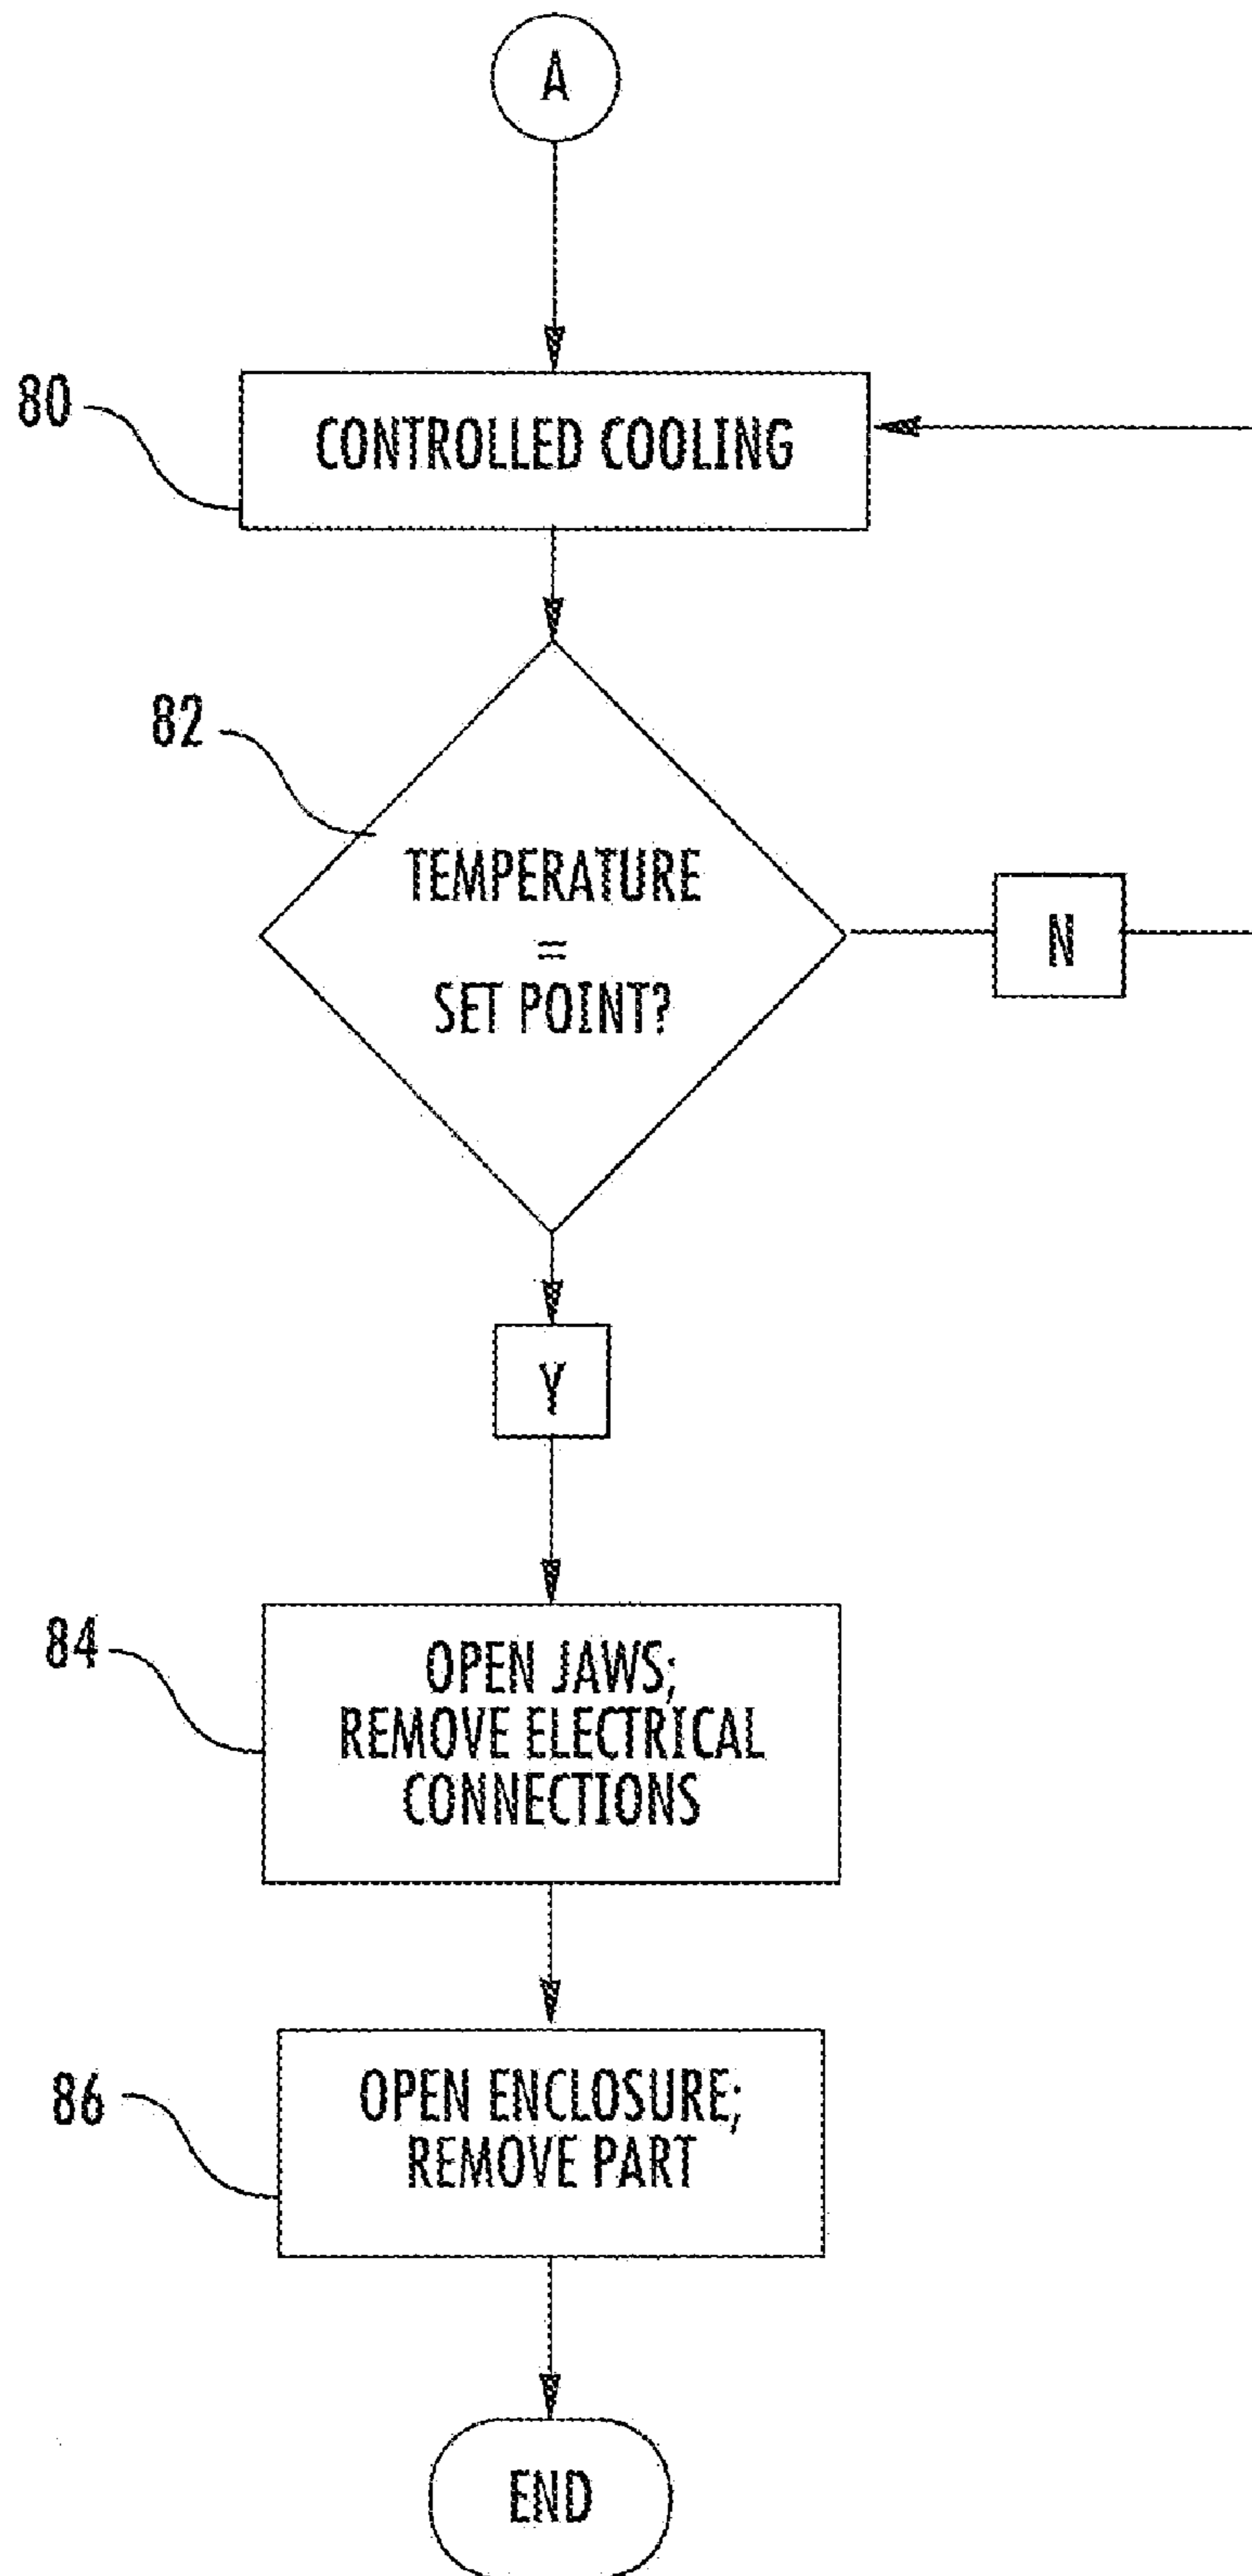 A
80
CONTROLLED COOLING
82
TEMPERATURE
=
SET POINT?
N
Y
84
OPEN JAWS;
REMOVE ELECTRICAL
CONNECTIONS
86
OPEN ENCLOSURE;
REMOVE PART
END